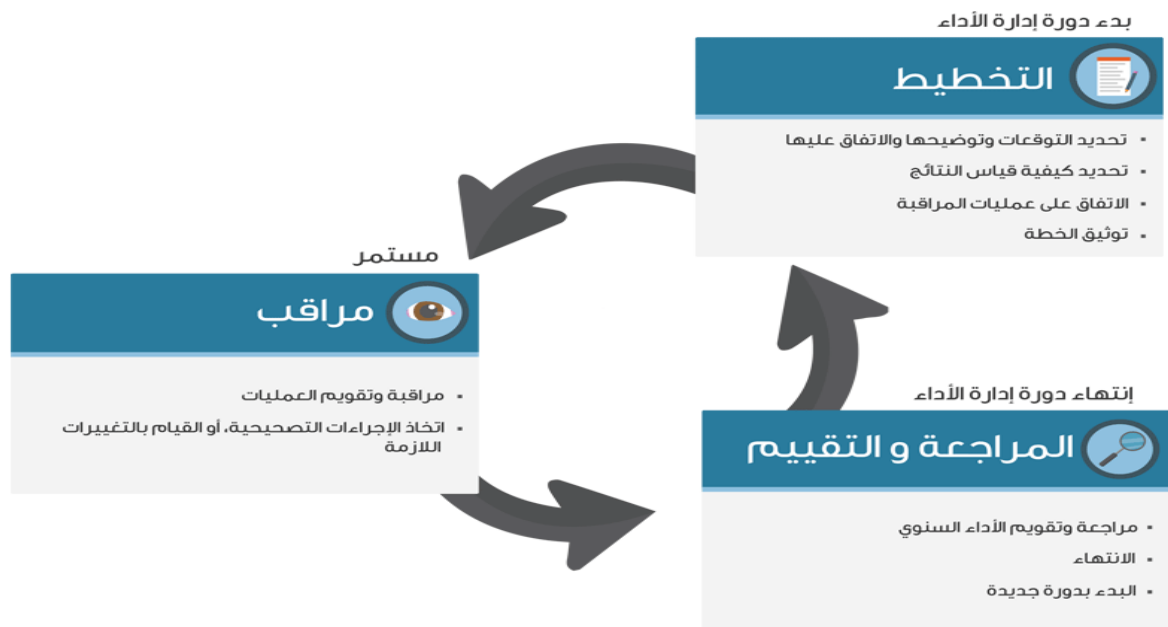 بدء دورة إدارة الأداء
التخطيط
تحديد التوقعات وتوضيحها والاتفاق عليها
تحديد كيفية قياس النتائج
الاتفاق على عمليات المراقبة
توثيق الخطة
مستمر
مراقب
مراقبة وتقويم العمليات
اتخاذ الإجراءات التصحيحية، أو القيام بالتغييرات
اللازمة
إنتهاء دورة إدارة الأداء
المراجعة و التقييم
مراجعة وتقويم الأداء السنوي
الانتهاء
البدء بدورة جديدة